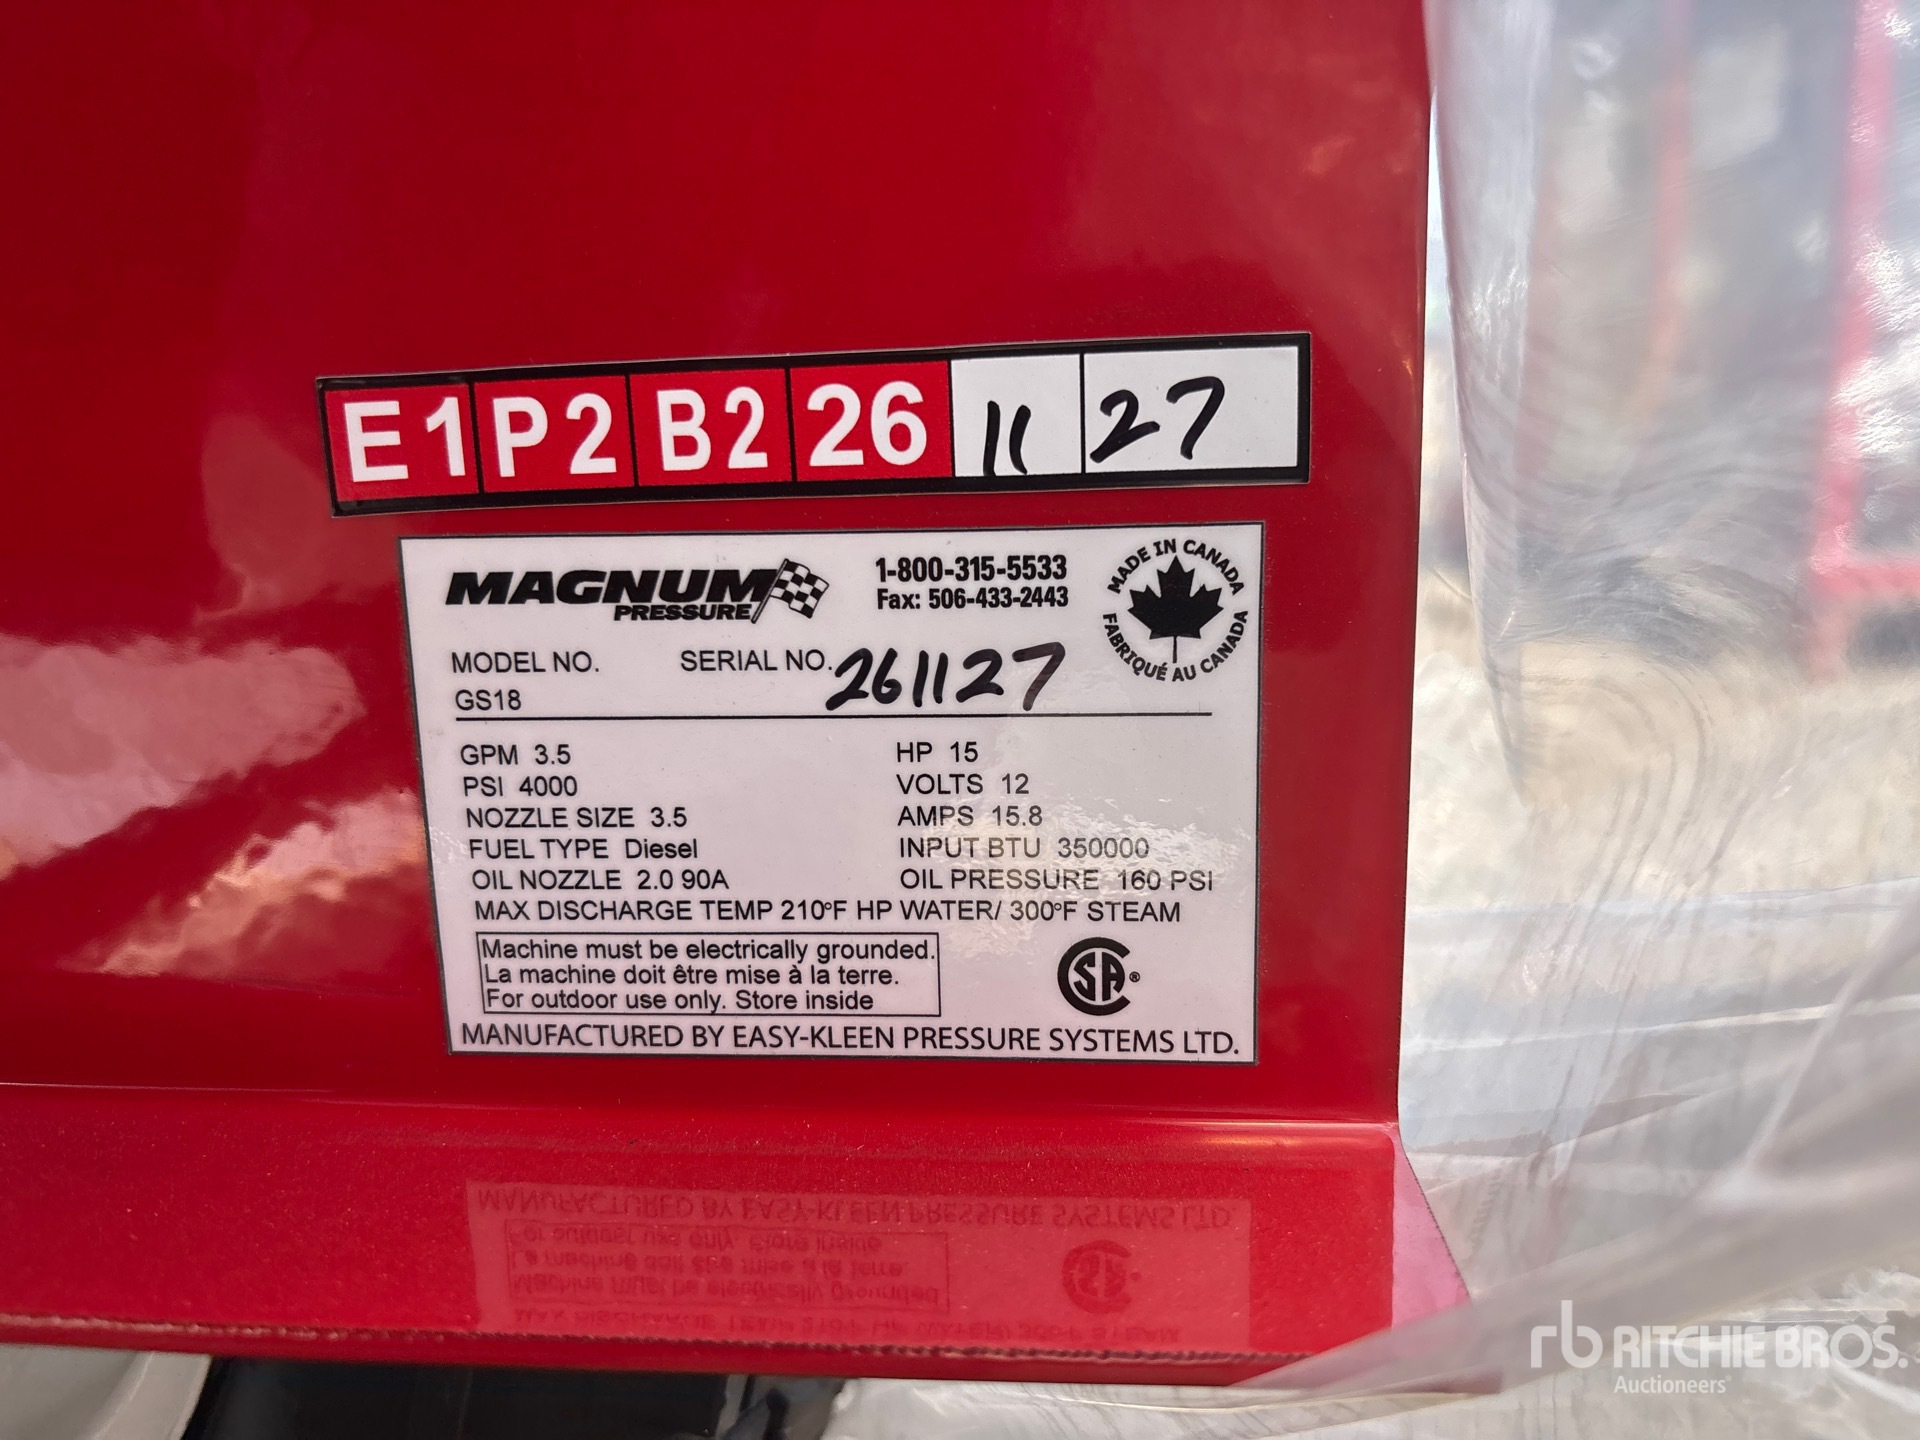 E1 P2 B2 26 11 27
MAGNUM
PRESSURE
1-800-315-5533
Fax: 506-433-2443
MADE IN CANADA
FABRIQUÉ AU CANADA
MODEL NO.
GS18
SERIAL NO. 261127
GPM 3.5
PSI 4000
NOZZLE SIZE 3.5
FUEL TYPE Diesel
OIL NOZZLE 2.0 90A
HP 15
VOLTS 12
AMPS 15.8
INPUT BTU 350000
OIL PRESSURE 160 PSI
MAX DISCHARGE TEMP 210°F HP WATER/ 300°F STEAM
Machine must be electrically grounded.
La machine doit être mise à la terre.
For outdoor use only. Store inside
SA®
MANUFACTURED BY EASY-KLEEN PRESSURE SYSTEMS LTD.
rb RITCHIE BROS.
Auctioneers